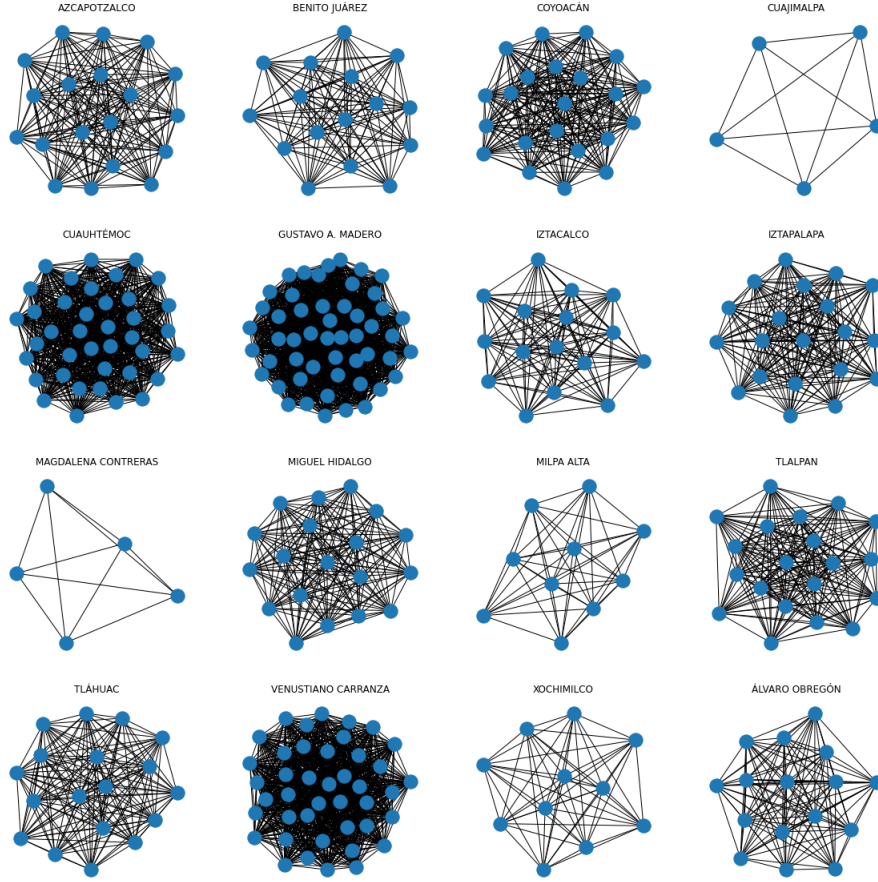 AZCAPOTZALCO
BENITO JUÁREZ
COYOACÁN
CUAJIMALPA
CUAUHTÉMOC
GUSTAVO A. MADERO
IZTACALCO
IZTAPALAPA
MAGDALENA CONTRERAS
MIGUEL HIDALGO
MILPA ALTA
TLALPAN
TLÁHUAC
VENUSTIANO CARRANZA
XOCHIMILCO
ÁLVARO OBREGÓN